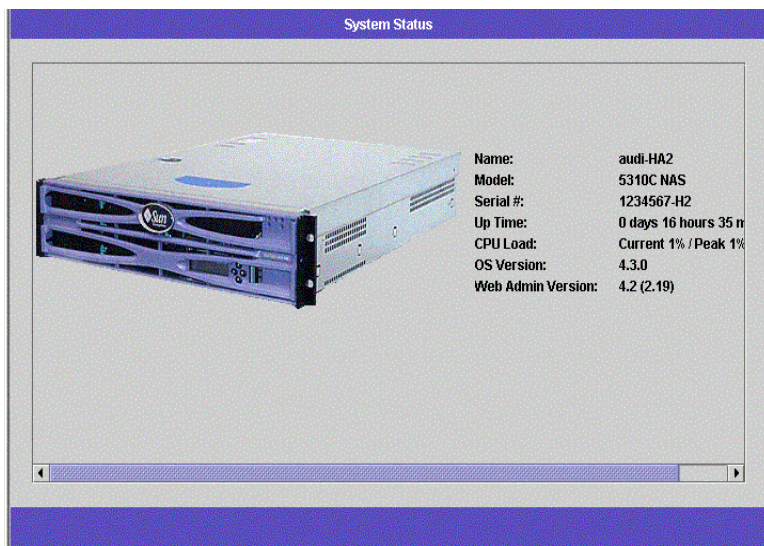 System Status
Sun
Name: audi-HA2
Model: 5310C NAS
Serial #: 1234567-H2
Up Time: 0 days 16 hours 35 m
CPU Load: Current 1% / Peak 1%
OS Version: 4.3.0
Web Admin Version: 4.2 (2.19)